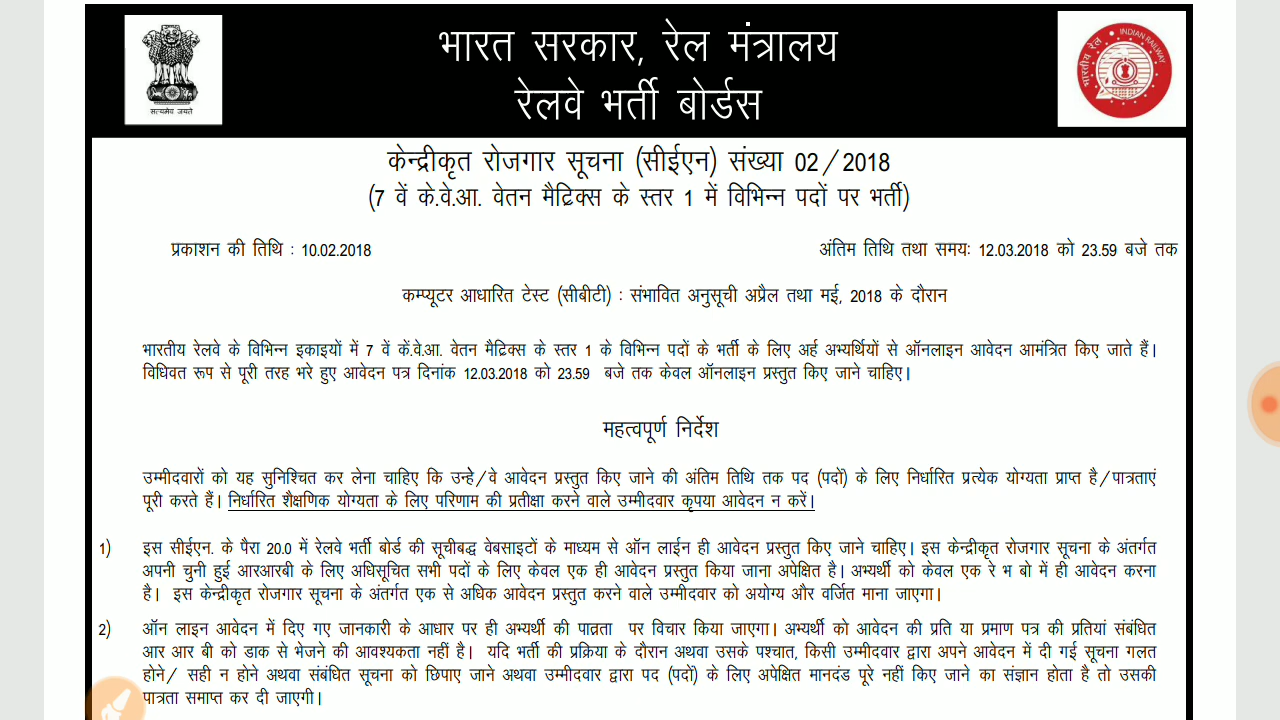 भारत सरकार, रेल मंत्रालय
रेलवे भर्ती बोर्डस
सत्यमेव जयते
भारतीय रेल INDIAN RAILWAY
केन्द्रीकृत रोजगार सूचना (सीईएन) संख्या 02/2018
(7 वें के.वे.आ. वेतन मैट्रिक्स के स्तर 1 में विभिन्न पदों पर भर्ती)
प्रकाशन की तिथि : 10.02.2018
अंतिम तिथि तथा समयः 12.03.2018 को 23.59 बजे तक
कम्प्यूटर आधारित टेस्ट (सीबीटी) : संभावित अनुसूची अप्रैल तथा मई, 2018 के दौरान
भारतीय रेलवे के विभिन्न इकाइयों में 7 वें कें.वे.आ. वेतन मैट्रिक्स के स्तर 1 के विभिन्न पदों के भर्ती के लिए अर्ह अभ्यर्थियों से ऑनलाइन आवेदन आमंत्रित किए जाते हैं।
विधिवत रूप से पूरी तरह भरे हुए आवेदन पत्र दिनांक 12.03.2018 को 23.59 बजे तक केवल ऑनलाइन प्रस्तुत किए जाने चाहिए।
महत्वपूर्ण निर्देश
उम्मीदवारों को यह सुनिश्चित कर लेना चाहिए कि उन्हेे/वे आवेदन प्रस्तुत किए जाने की अंतिम तिथि तक पद (पदों) के लिए निर्धारित प्रत्येक योग्यता प्राप्त है/पात्रताएं
पूरी करते हैं। निर्धारित शैक्षणिक योग्यता के लिए परिणाम की प्रतीक्षा करने वाले उम्मीदवार कृपया आवेदन न करें।
1) इस सीईएन. के पैरा 20.0 में रेलवे भर्ती बोर्ड की सूचीबद्ध वेबसाइटों के माध्यम से ऑन लाईन ही आवेदन प्रस्तुत किए जाने चाहिए। इस केन्द्रीकृत रोजगार सूचना के अंतर्गत
अपनी चुनी हुई आरआरबी के लिए अधिसूचित सभी पदों के लिए केवल एक ही आवेदन प्रस्तुत किया जाना अपेक्षित है। अभ्यर्थी को केवल एक रे भ बो में ही आवेदन करना
है। इस केन्द्रीकृत रोजगार सूचना के अंतर्गत एक से अधिक आवेदन प्रस्तुत करने वाले उम्मीदवार को अयोग्य और वर्जित माना जाएगा।
2) ऑन लाइन आवेदन में दिए गए जानकारी के आधार पर ही अभ्यर्थी की पात्रता पर विचार किया जाएगा। अभ्यर्थी को आवेदन की प्रति या प्रमाण पत्र की प्रतियां संबंधित
आर आर बी को डाक से भेजने की आवश्यकता नहीं है। यदि भर्ती की प्रक्रिया के दौरान अथवा उसके पश्चात, किसी उम्मीदवार द्वारा अपने आवेदन में दी गई सूचना गलत
होने/ सही न होने अथवा संबंधित सूचना को छिपाए जाने अथवा उम्मीदवार द्वारा पद (पदों) के लिए अपेक्षित मानदंड पूरे नहीं किए जाने का संज्ञान होता है तो उसकी
पात्रता समाप्त कर दी जाएगी।